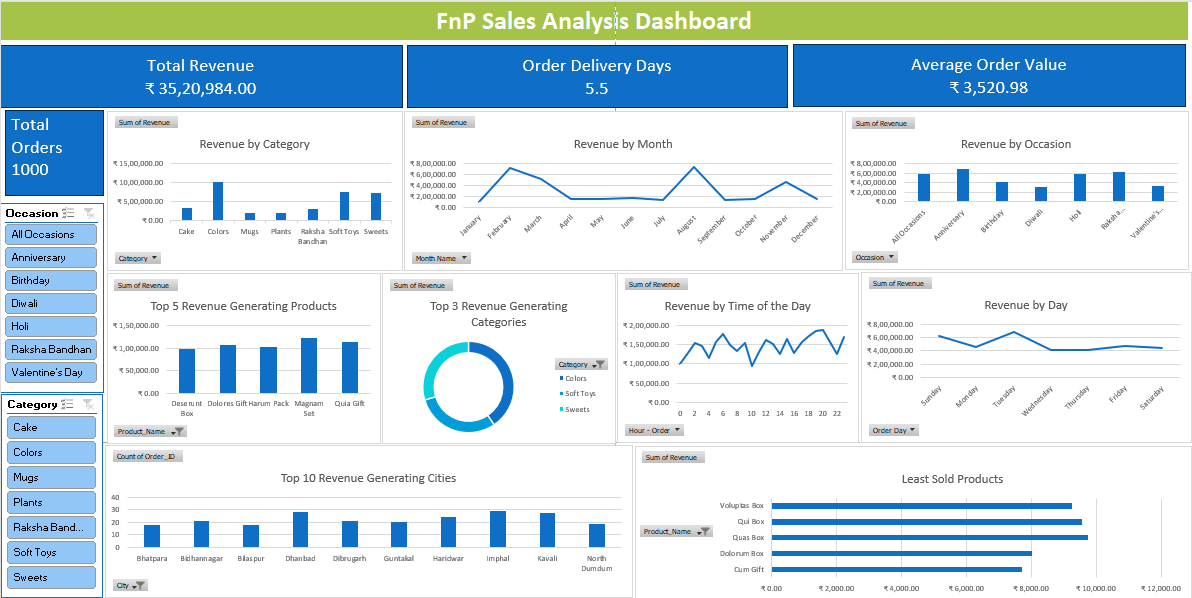 FnP Sales Analysis Dashboard
Total Revenue
₹ 35,20,984.00
Order Delivery Days
5.5
Average Order Value
₹ 3,520.98
Total
Orders
1000
Occasion
All Occasions
Anniversary
Birthday
Diwali
Holi
Raksha Bandhan
Valentine's Day
Category
Cake
Colors
Mugs
Plants
Raksha Band...
Soft Toys
Sweets
Sum of Revenue
Revenue by Category
₹ 15,00,000.00
₹ 10,00,000.00
₹ 5,00,000.00
₹ 0.00
Cake Colors Mugs Plants Raksha Soft Toys Sweets
Bandhan
Category
Sum of Revenue
Revenue by Month
₹ 8,00,000.00
₹ 6,00,000.00
₹ 4,00,000.00
₹ 2,00,000.00
₹ 0.00
January February March April May June July August September October November December
Month Name
Sum of Revenue
Revenue by Occasion
₹ 8,00,000.00
₹ 6,00,000.00
₹ 4,00,000.00
₹ 2,00,000.00
₹ 0.00
All Occasions Anniversary Birthday Diwali Holi Raksha... Valentine's...
Occasion
Sum of Revenue
Top 5 Revenue Generating Products
₹ 1,50,000.00
₹ 1,00,000.00
₹ 50,000.00
₹ 0.00
Deserunt Dolores Gift Harum Pack Magnam Quia Gift
Box Set
Product_Name
Sum of Revenue
Top 3 Revenue Generating
Categories
Category
Colors
Soft Toys
Sweets
Sum of Revenue
Revenue by Time of the Day
₹ 2,00,000.00
₹ 1,50,000.00
₹ 1,00,000.00
₹ 50,000.00
₹ 0.00
0 2 4 6 8 10 12 14 16 18 20 22
Hour - Order
Sum of Revenue
Revenue by Day
₹ 8,00,000.00
₹ 6,00,000.00
₹ 4,00,000.00
₹ 2,00,000.00
₹ 0.00
Sunday Monday Tuesday Wednesday Thursday Friday Saturday
Order Day
Count of Order_ID
Top 10 Revenue Generating Cities
40
30
20
10
0
Bhatpara Bidhannagar Bilaspur Dhanbad Dibrugarh Guntakal Haridwar Imphal Kavali North
Dumdum
City
Sum of Revenue
Least Sold Products
Product_Name
Voluptas Box
Qui Box
Quas Box
Dolorum Box
Cum Gift
₹ 0.00 ₹ 2,000.00 ₹ 4,000.00 ₹ 6,000.00 ₹ 8,000.00 ₹ 10,000.00 ₹ 12,000.00